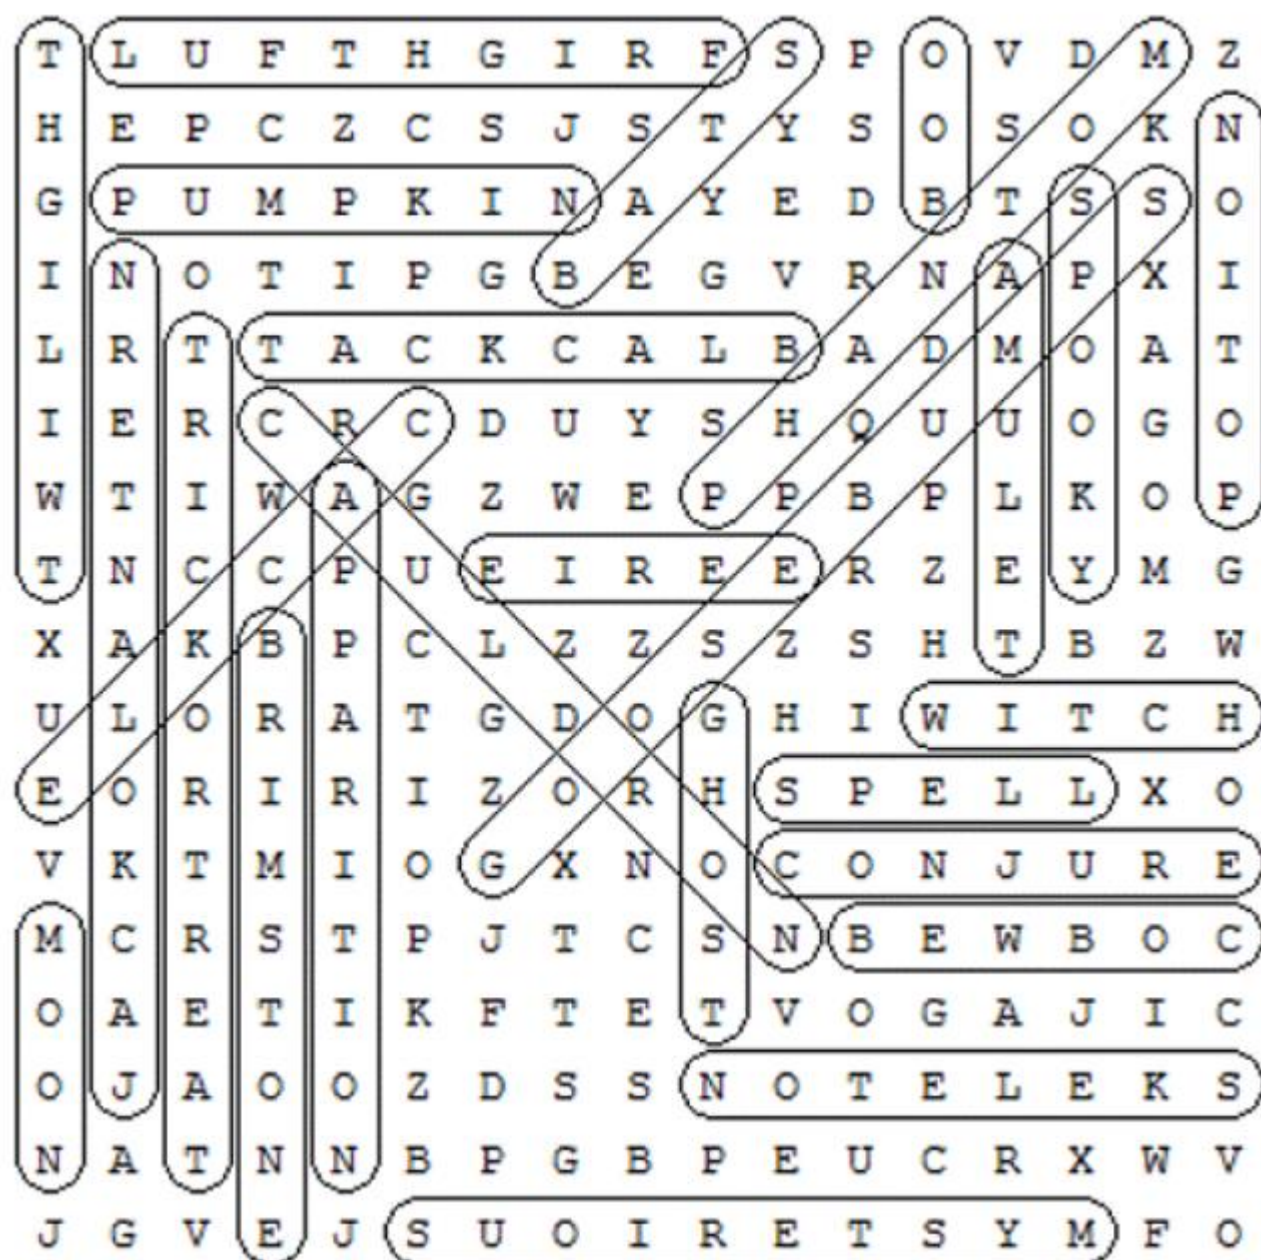 T L U F T H G I R F S P O V D M Z
H E P C Z C S J S T Y S O S O K N
G P U M P K I N A Y E D B T S S O
I N O T I P G B E G V R N A P X I
L R T T A C K C A L B A D M O A T
I E R C R C D U Y S H Q U U O G O
W T I W A G Z W E P P B P L K O P
T N C C P U E I R E E R Z E Y M G
X A K B P C L Z Z S Z S H T B Z W
U L O R A T G D O G H I W I T C H
E O R I R I Z O R H S P E L L X O
V K T M I O G X N O C O N J U R E
M C R S T P J T C S N B E W B O C
O A E T I K F T E T V O G A J I C
O J A O O Z D S S N O T E L E K S
N A T N N B P G B P E U C R X W V
J G V E J S U O I R E T S Y M F O